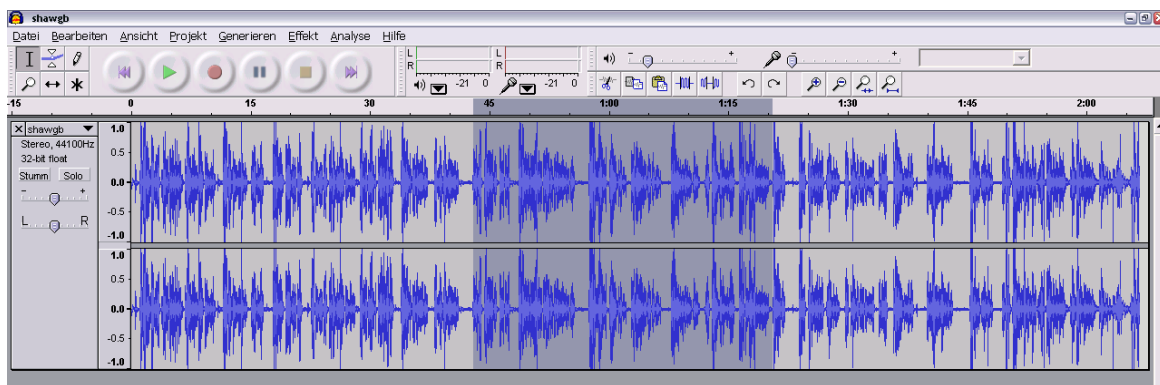 shawgb
Datei Bearbeiten Ansicht Projekt Generieren Effekt Analyse Hilfe
L L - + - +
R R
-21 0 -21 0
-15 0 15 30 45 1:00 1:15 1:30 1:45 2:00
shawgb
Stereo, 44100Hz
32-bit float
Stumm Solo
- +
L R
1.0
0.5
0.0
-0.5
-1.0
1.0
0.5
0.0
-0.5
-1.0